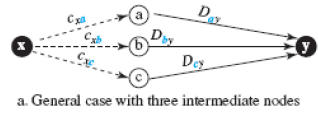 c_xa
a
D_ay
x
c_xb
b
D_by
y
c_xc
c
D_cy
a. General case with three intermediate nodes